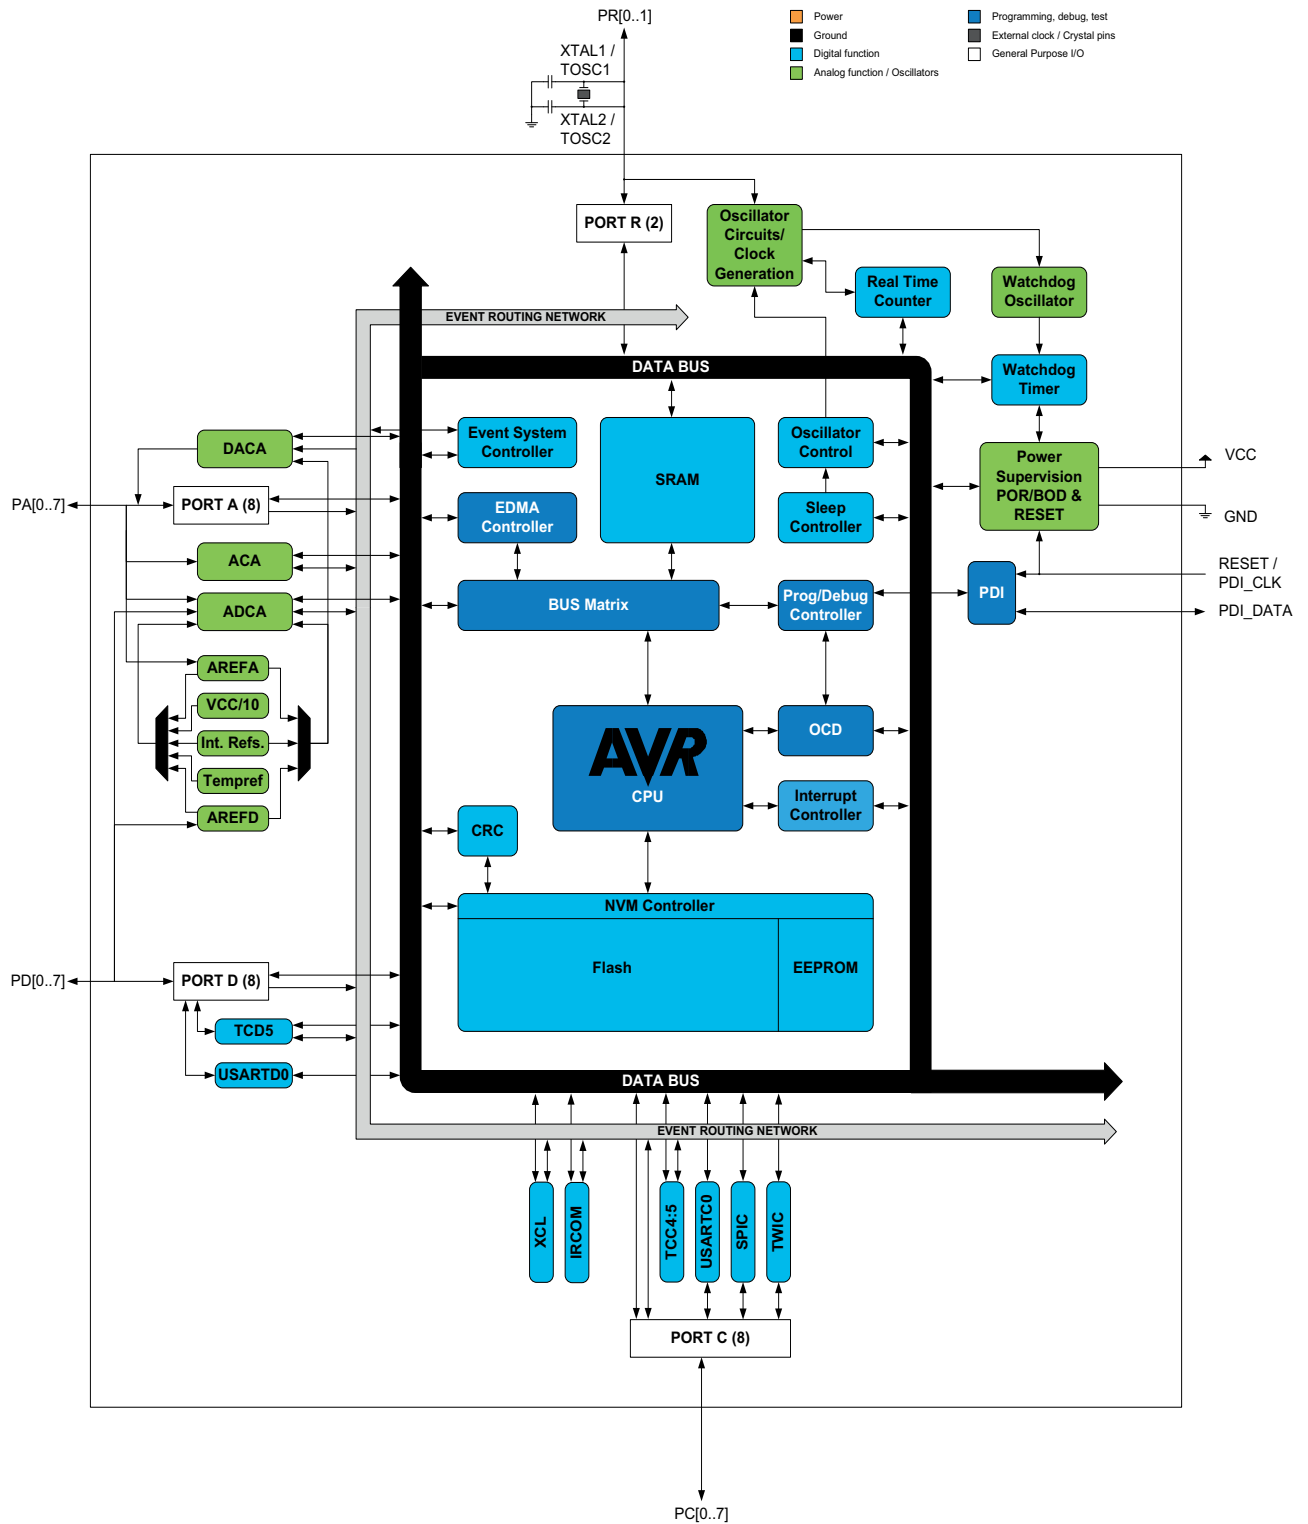 PR[0..1]
Power
Ground
Digital function
Analog function / Oscillators
Programming, debug, test
External clock / Crystal pins
General Purpose I/O
XTAL1 /
TOSC1
XTAL2 /
TOSC2
PORT R (2)
Oscillator
Circuits/
Clock
Generation
Real Time
Counter
Watchdog
Oscillator
EVENT ROUTING NETWORK
DATA BUS
Watchdog
Timer
DACA
Event System
Controller
SRAM
Oscillator
Control
Power
Supervision
POR/BOD &
RESET
VCC
GND
PA[0..7]
PORT A (8)
EDMA
Controller
Sleep
Controller
ACA
ADCA
BUS Matrix
Prog/Debug
Controller
PDI
RESET /
PDI_CLK
PDI_DATA
AREFA
VCC/10
Int. Refs.
Tempref
AREFD
AVR
CPU
OCD
Interrupt
Controller
CRC
NVM Controller
Flash
EEPROM
PD[0..7]
PORT D (8)
TCD5
USARTD0
DATA BUS
EVENT ROUTING NETWORK
XCL
IRCOM
TCC4:5
USARTC0
SPIC
TWIC
PORT C (8)
PC[0..7]